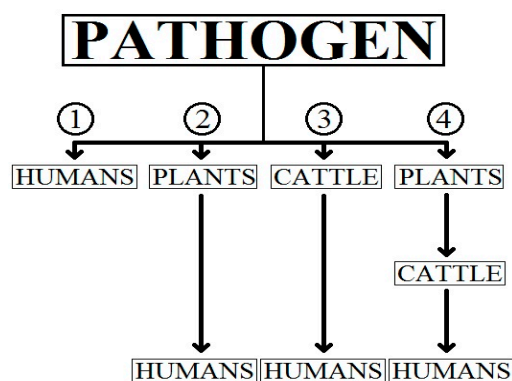 PATHOGEN
1 2 3 4
HUMANS PLANTS CATTLE PLANTS
CATTLE
HUMANS HUMANS HUMANS